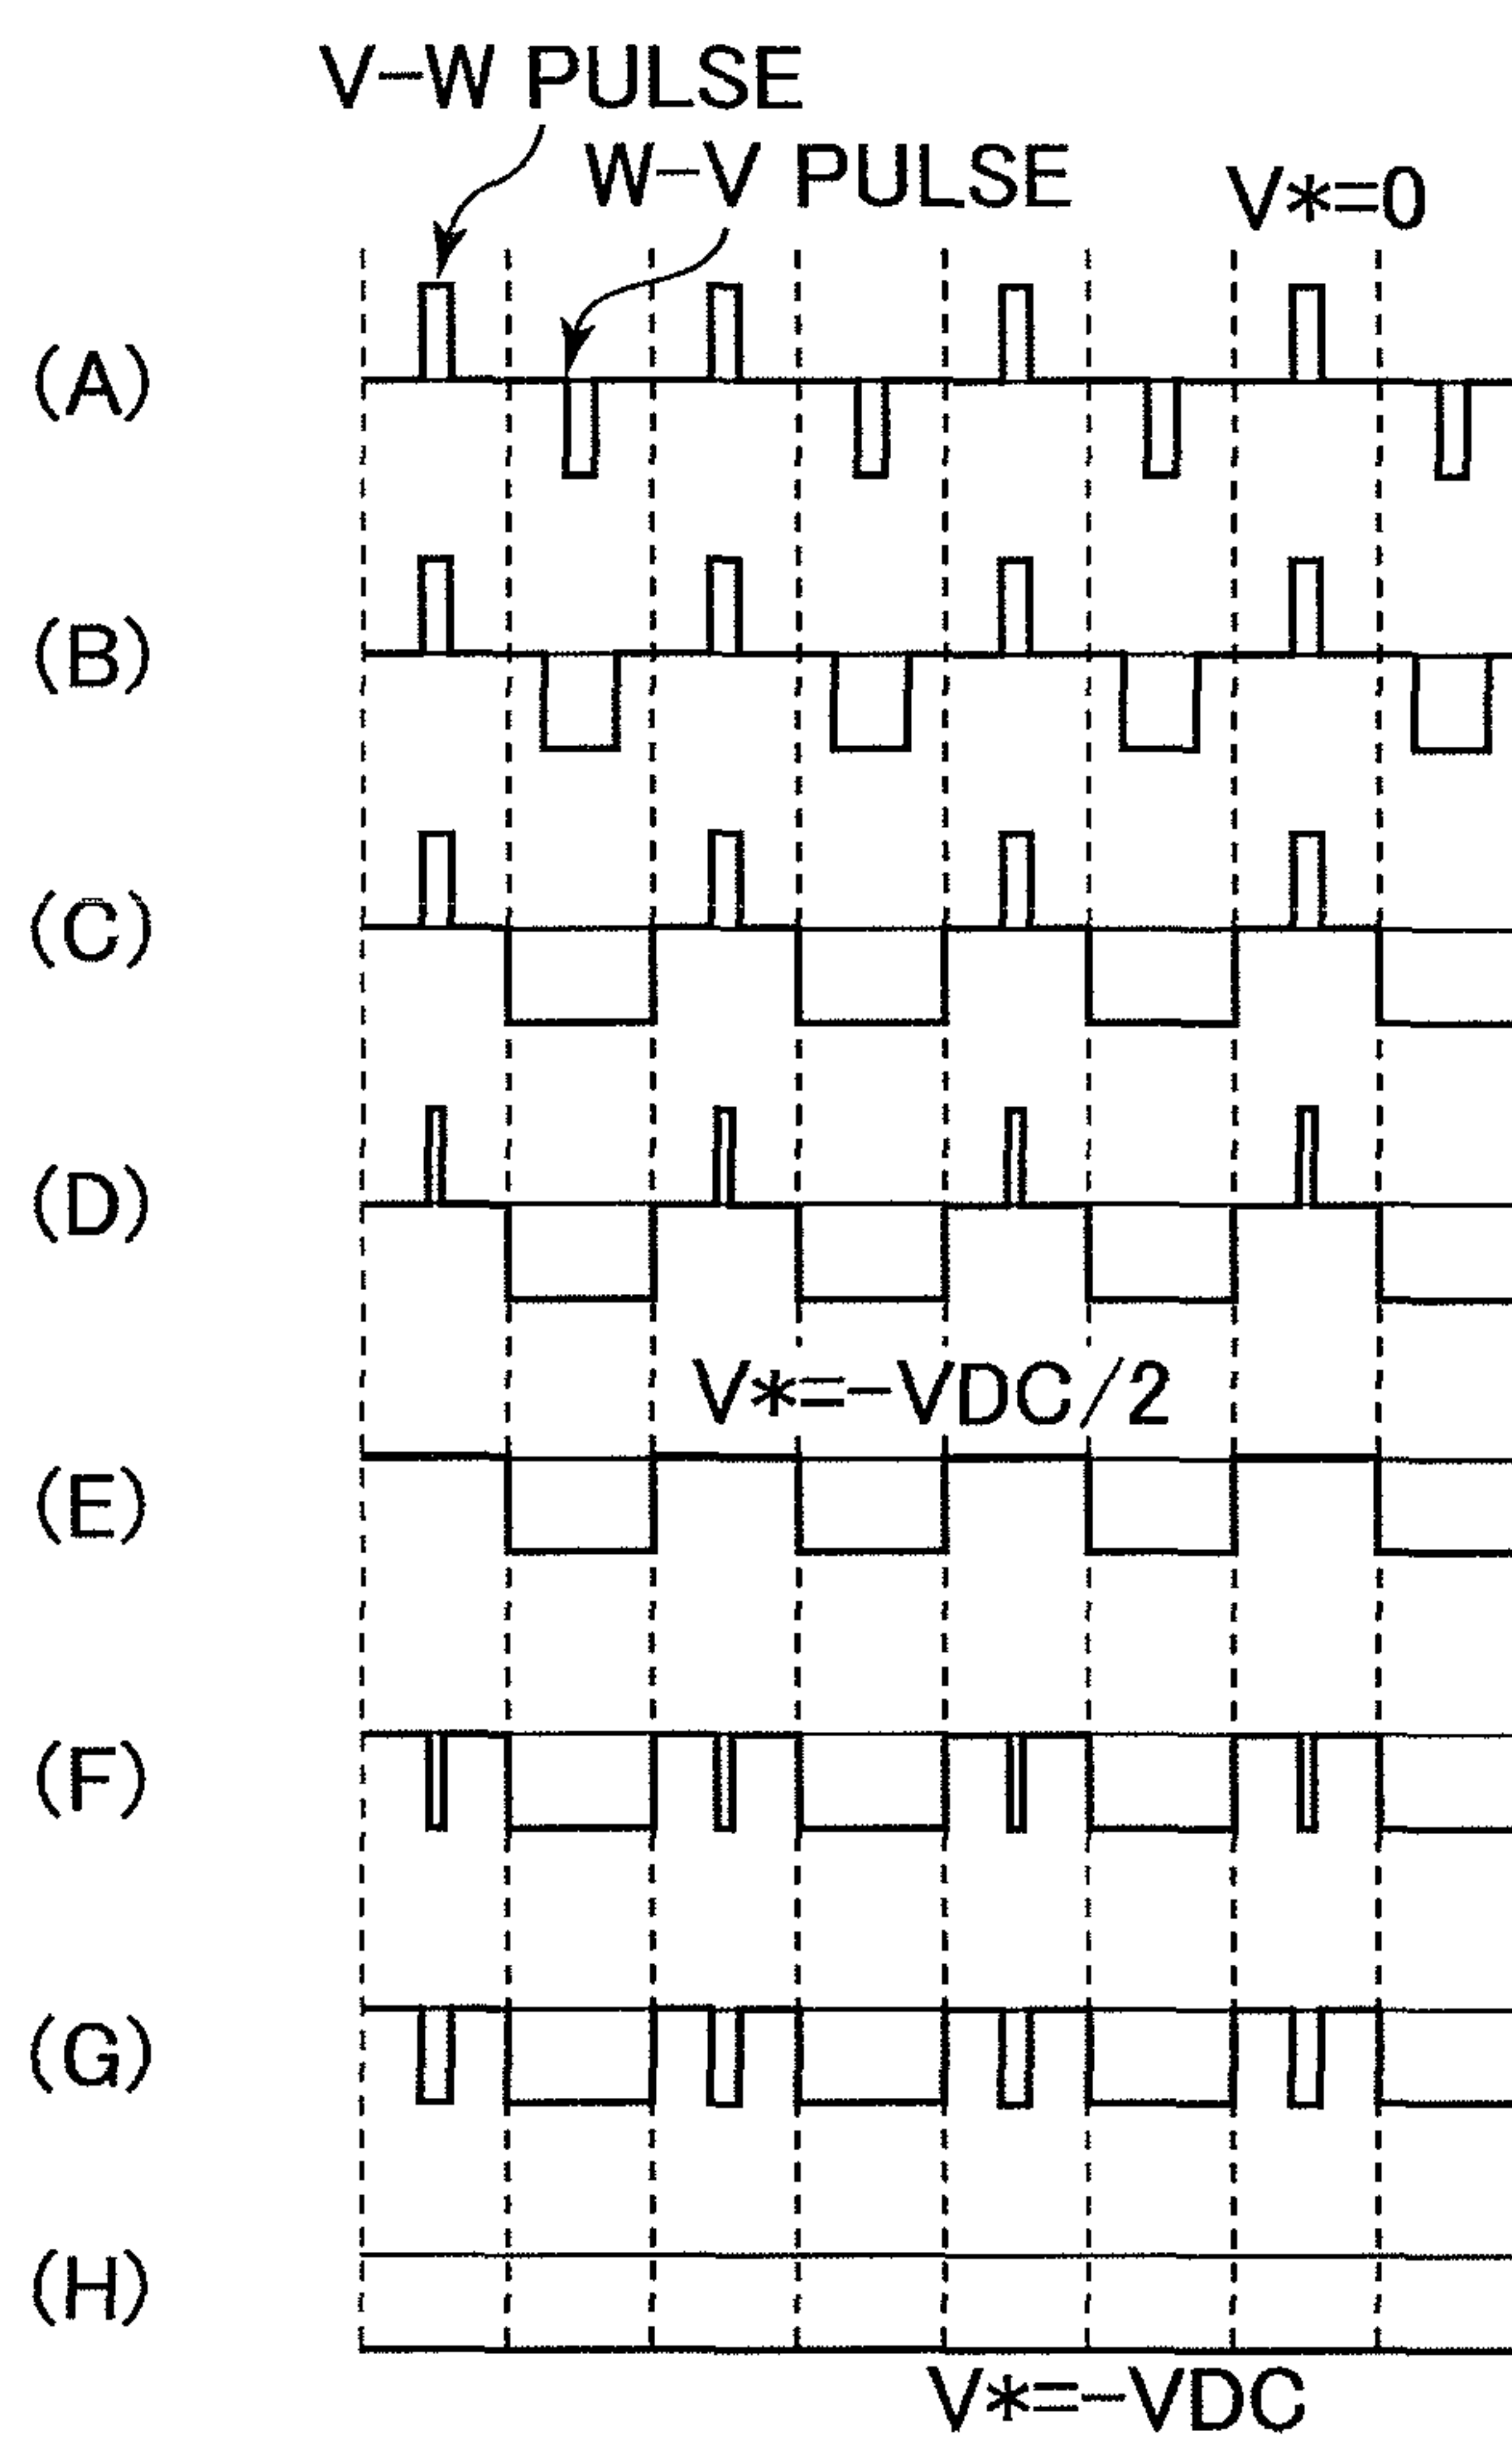 V-W PULSE
W-V PULSE
V*=0
(A)
(B)
(C)
(D)
V*=-VDC/2
(E)
(F)
(G)
(H)
V*=-VDC